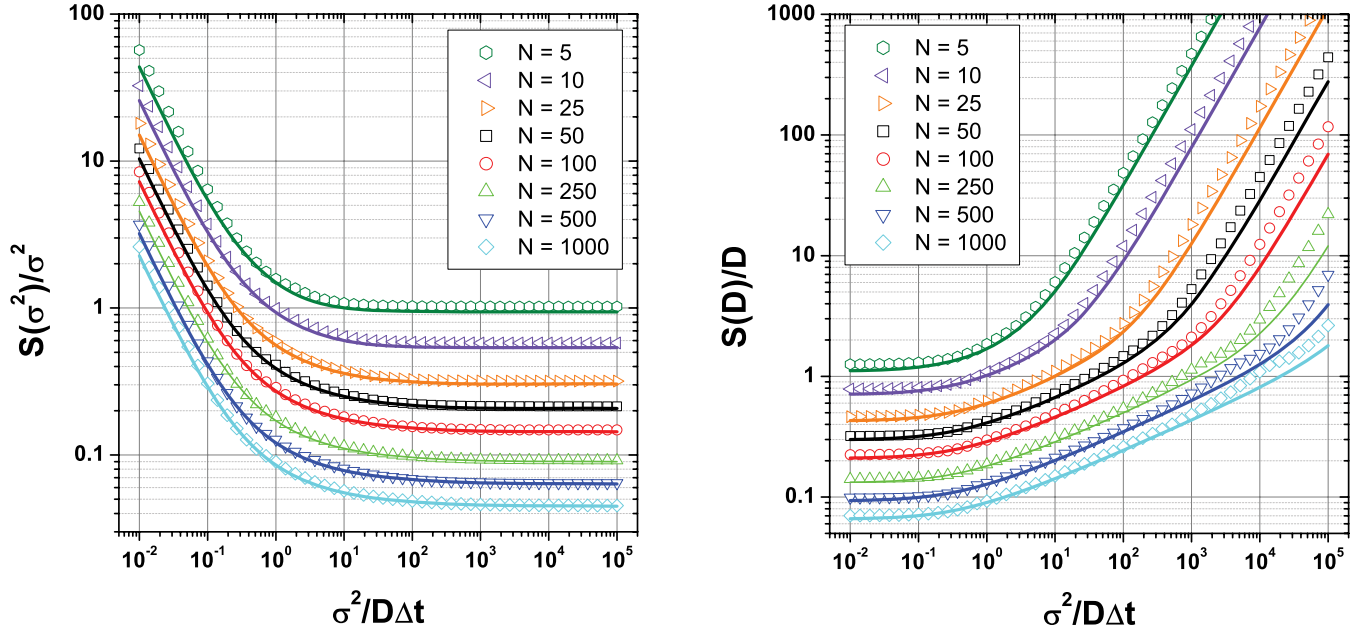 100
10
1
0.1
S(σ²)/σ²
N = 5
N = 10
N = 25
N = 50
N = 100
N = 250
N = 500
N = 1000
10⁻² 10⁻¹ 10⁰ 10¹ 10² 10³ 10⁴ 10⁵
σ²/DΔt
1000
100
10
1
0.1
S(D)/D
N = 5
N = 10
N = 25
N = 50
N = 100
N = 250
N = 500
N = 1000
10⁻² 10⁻¹ 10⁰ 10¹ 10² 10³ 10⁴ 10⁵
σ²/DΔt